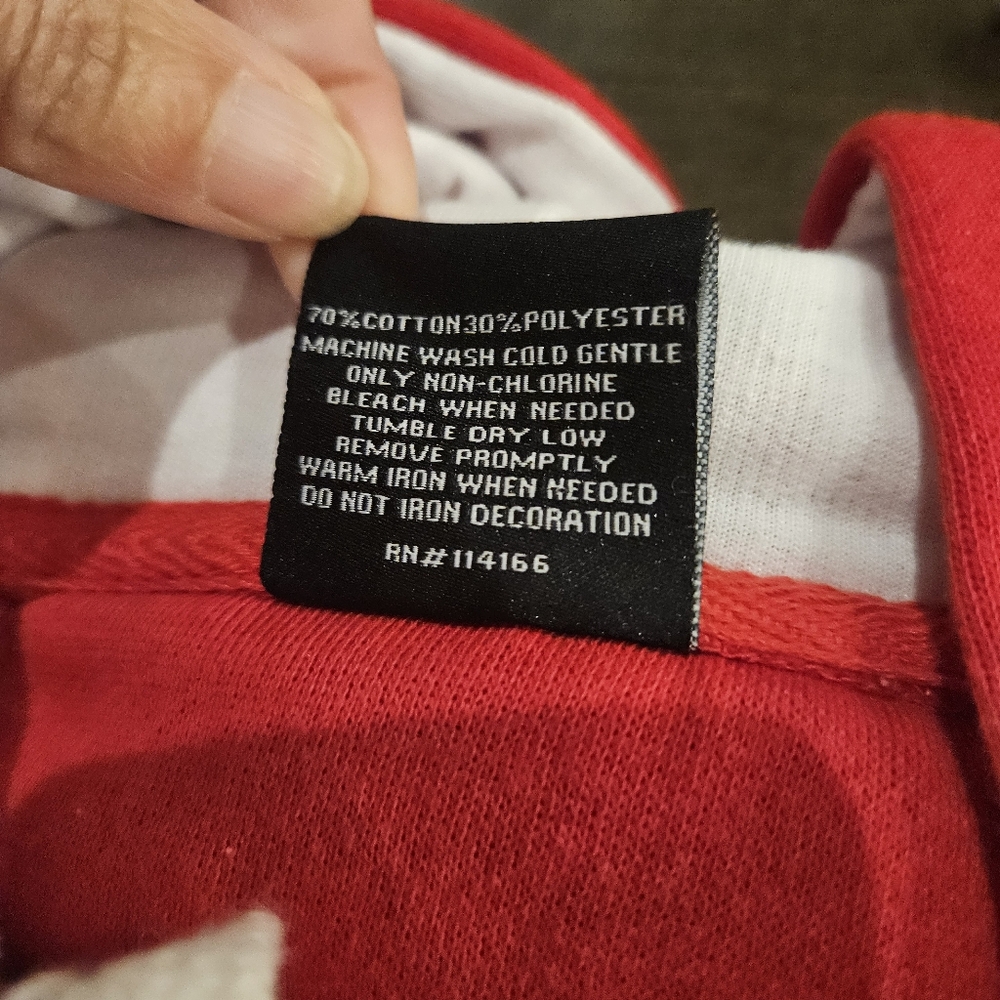 70%COTTON30%POLYESTER
MACHINE WASH COLD GENTLE
ONLY NON-CHLORINE
BLEACH WHEN NEEDED
TUMBLE DRY LOW
REMOVE PROMPTLY
WARM IRON WHEN NEEDED
DO NOT IRON DECORATION
RN#114166